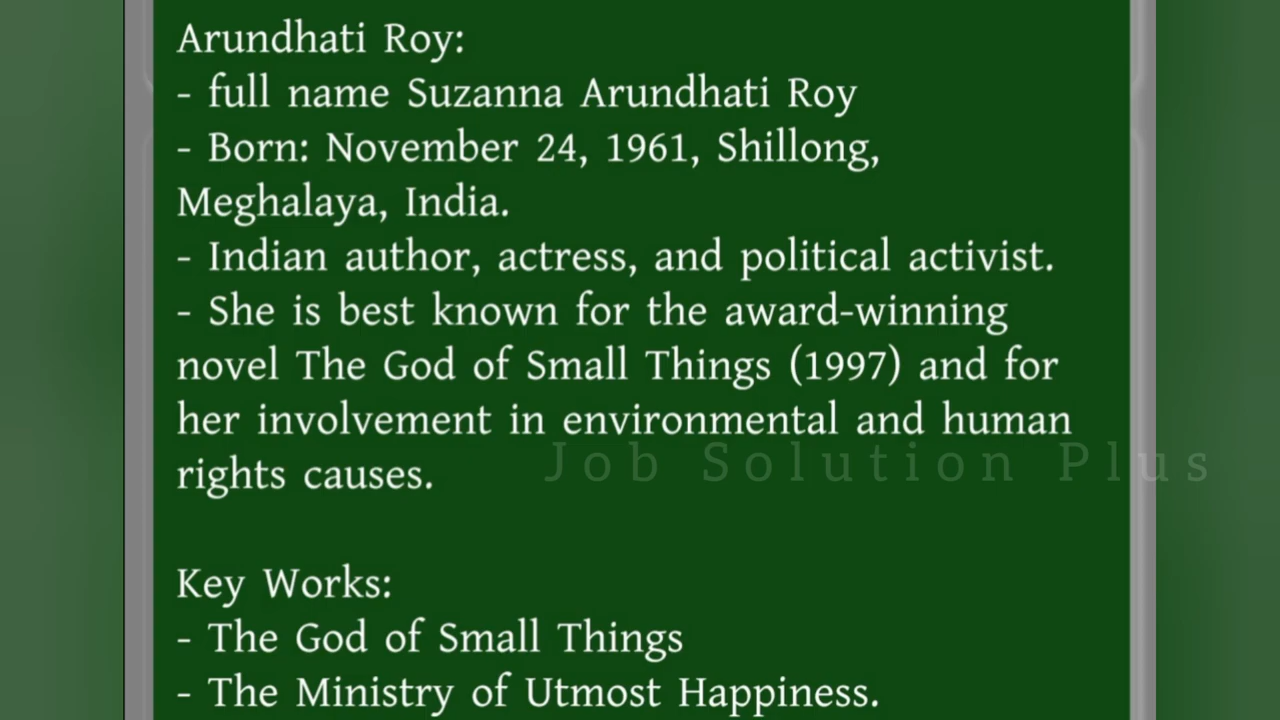 Arundhati Roy:
- full name Suzanna Arundhati Roy
- Born: November 24, 1961, Shillong,
Meghalaya, India.
- Indian author, actress, and political activist.
- She is best known for the award-winning
novel The God of Small Things (1997) and for
her involvement in environmental and human
Job Solution Plus
rights causes.
Key Works:
- The God of Small Things
- The Ministry of Utmost Happiness.